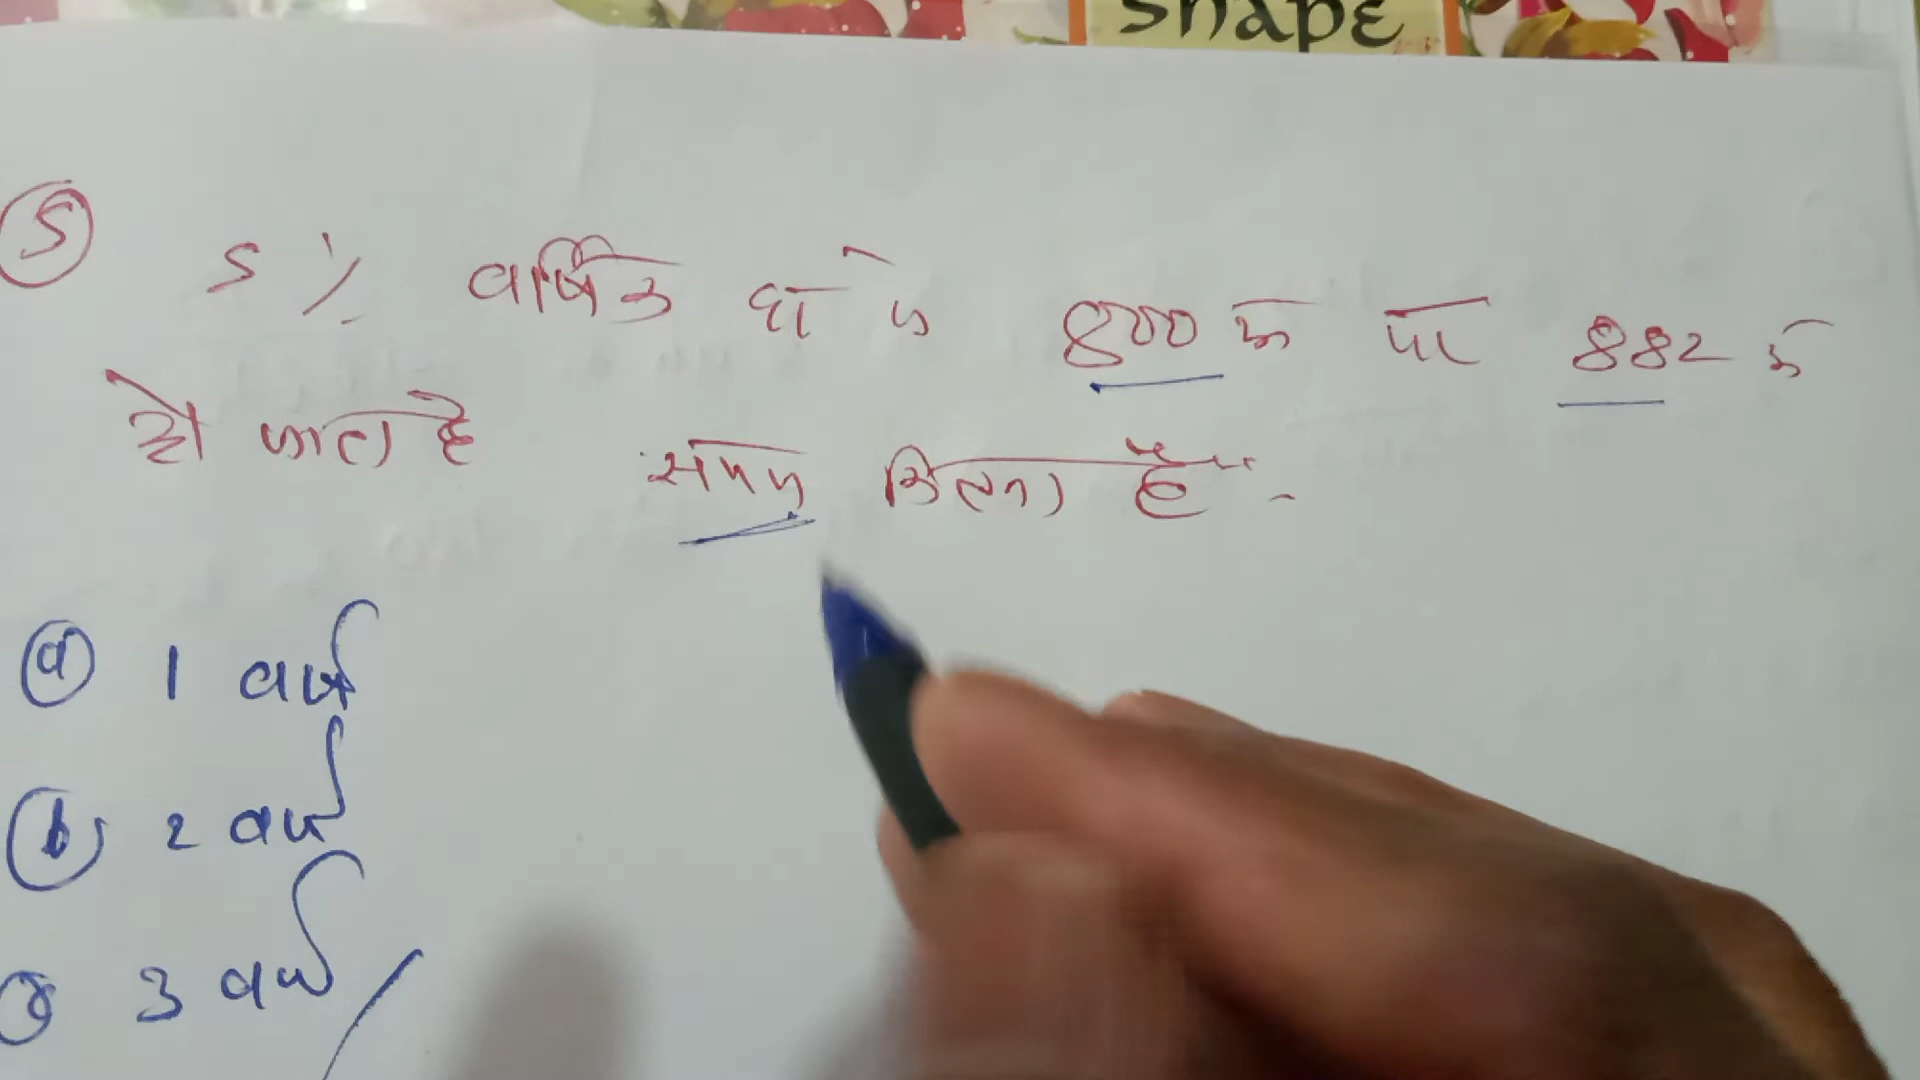 SHAPE
(5) 5% वार्षिक दर से 800 रु पर 882 रु
हो जाता है समय कितना है -
(a) 1 वर्ष
(b) 2 वर्ष
3 वर्ष